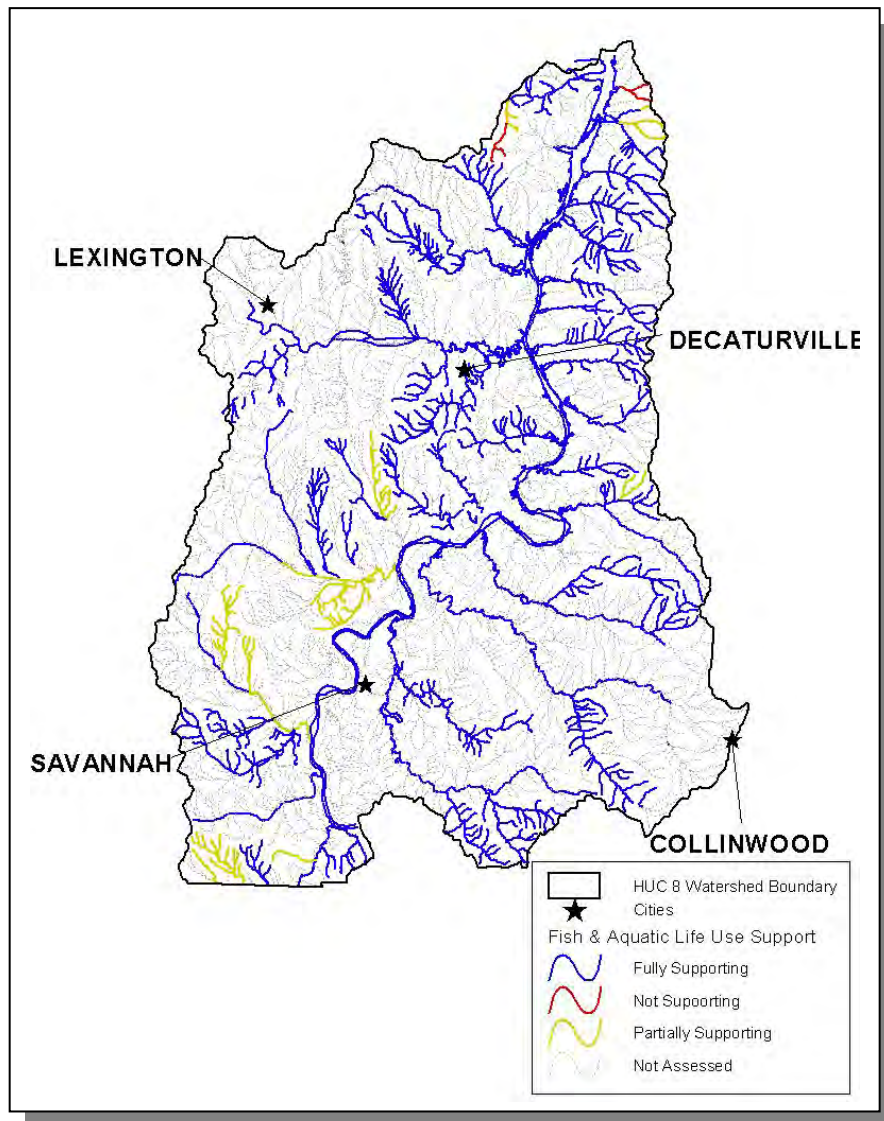 LEXINGTON
DECATURVILLE
SAVANNAH
COLLINWOOD
HUC 8 Watershed Boundary
Cities
Fish & Aquatic Life Use Support
Fully Supporting
Not Supoorting
Partially Supporting
Not Assessed